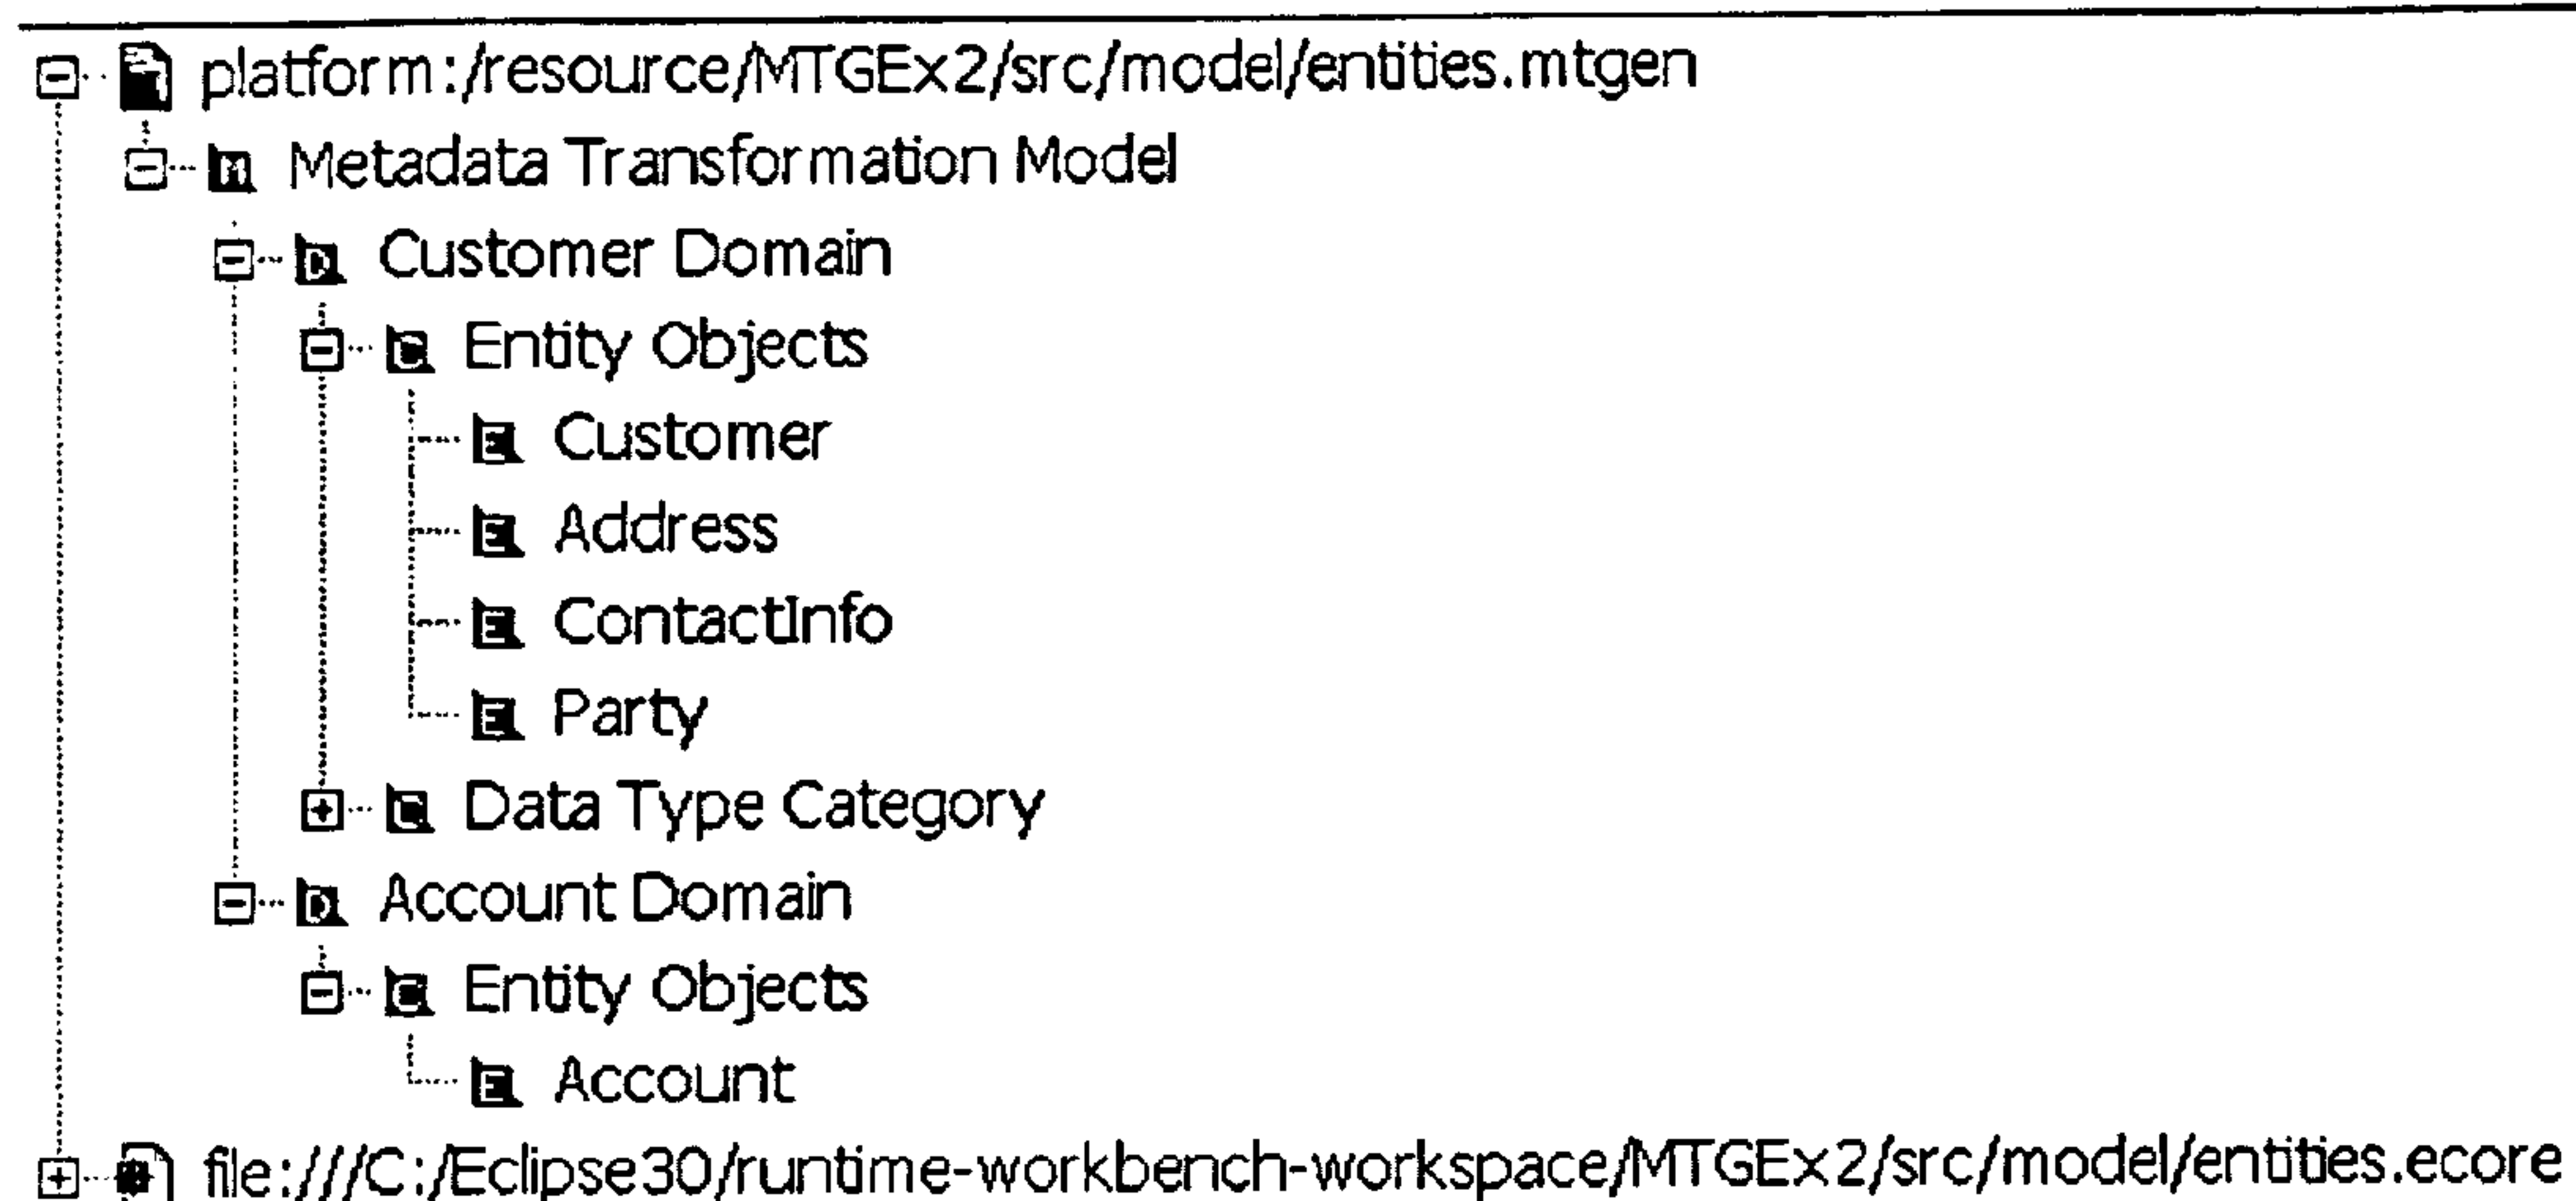 platform:/resource/MTGEx2/src/model/entities.mtgen
M Metadata Transformation Model
D Customer Domain
C Entity Objects
E Customer
E Address
E ContactInfo
E Party
C Data Type Category
D Account Domain
C Entity Objects
E Account
file:///C:/Eclipse30/runtime-workbench-workspace/MTGEx2/src/model/entities.ecore